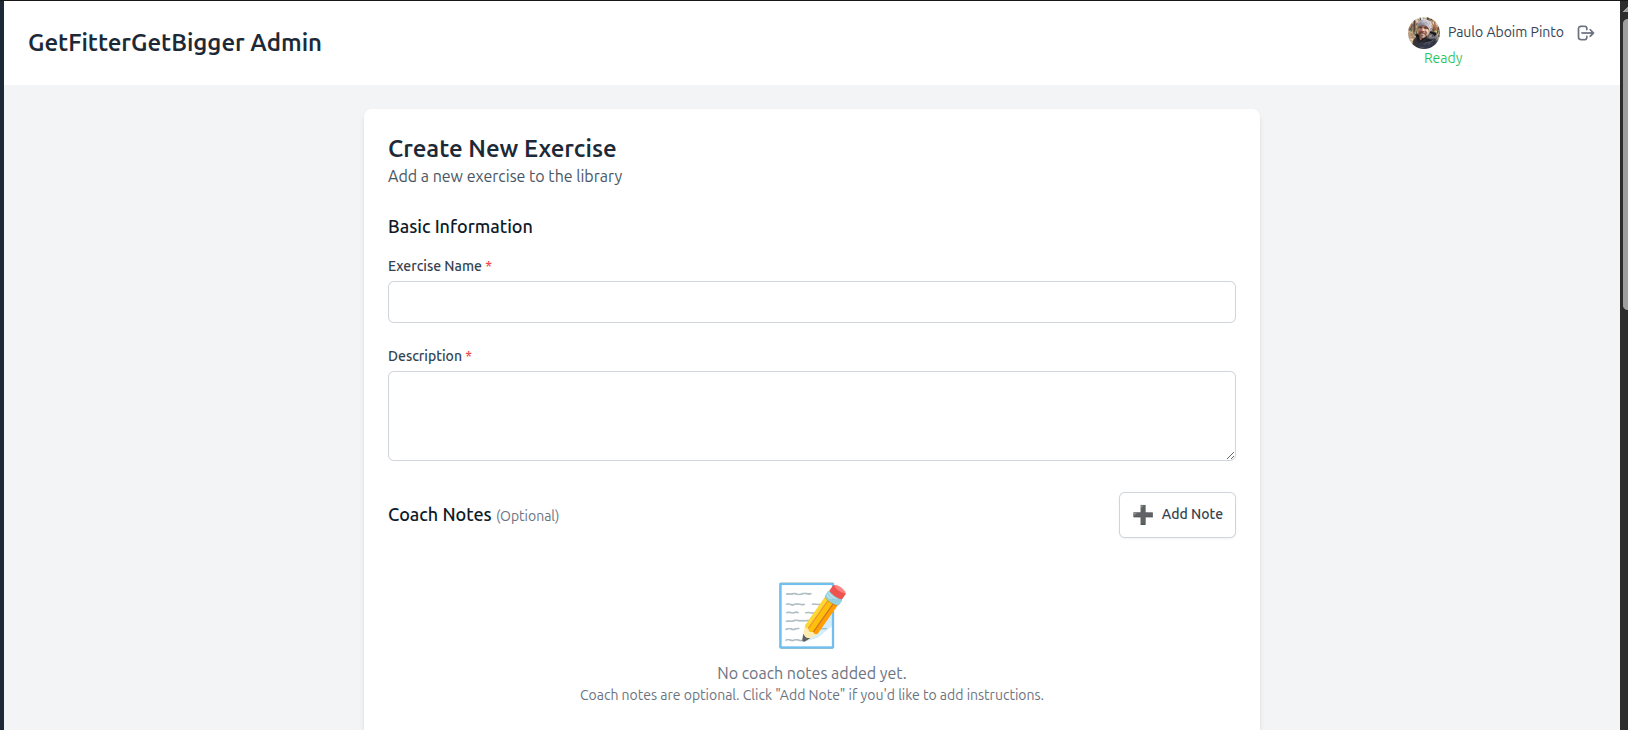 GetFitterGetBigger Admin
Paulo Aboim Pinto
Ready
Create New Exercise
Add a new exercise to the library
Basic Information
Exercise Name *
Description *
Coach Notes (Optional)
Add Note
No coach notes added yet.
Coach notes are optional. Click "Add Note" if you'd like to add instructions.